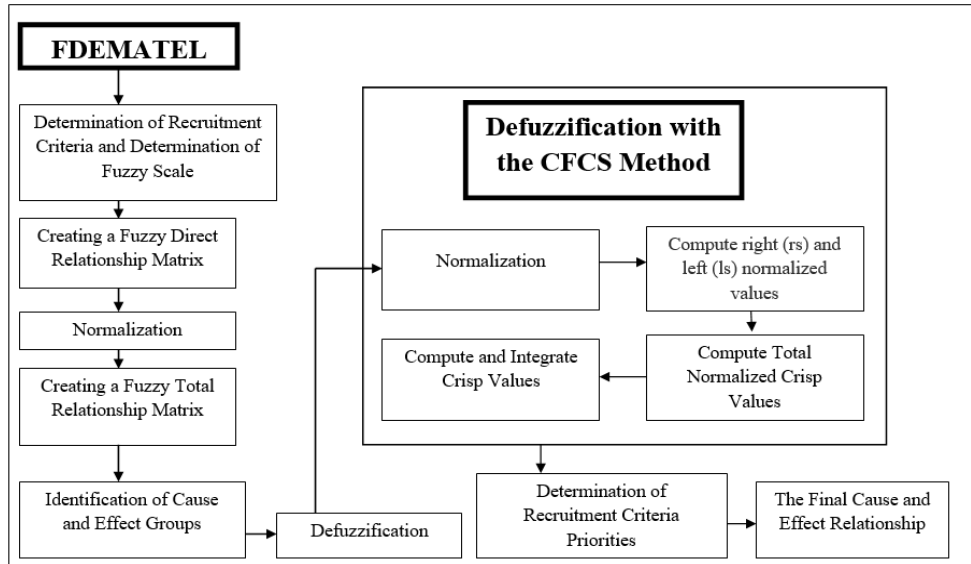 FDEMATEL
Determination of Recruitment
Criteria and Determination of
Fuzzy Scale
Creating a Fuzzy Direct
Relationship Matrix
Normalization
Creating a Fuzzy Total
Relationship Matrix
Identification of Cause
and Effect Groups
Defuzzification
Defuzzification with
the CFCS Method
Normalization
Compute right (rs) and
left (ls) normalized
values
Compute Total
Normalized Crisp
Values
Compute and Integrate
Crisp Values
Determination of
Recruitment Criteria
Priorities
The Final Cause and
Effect Relationship